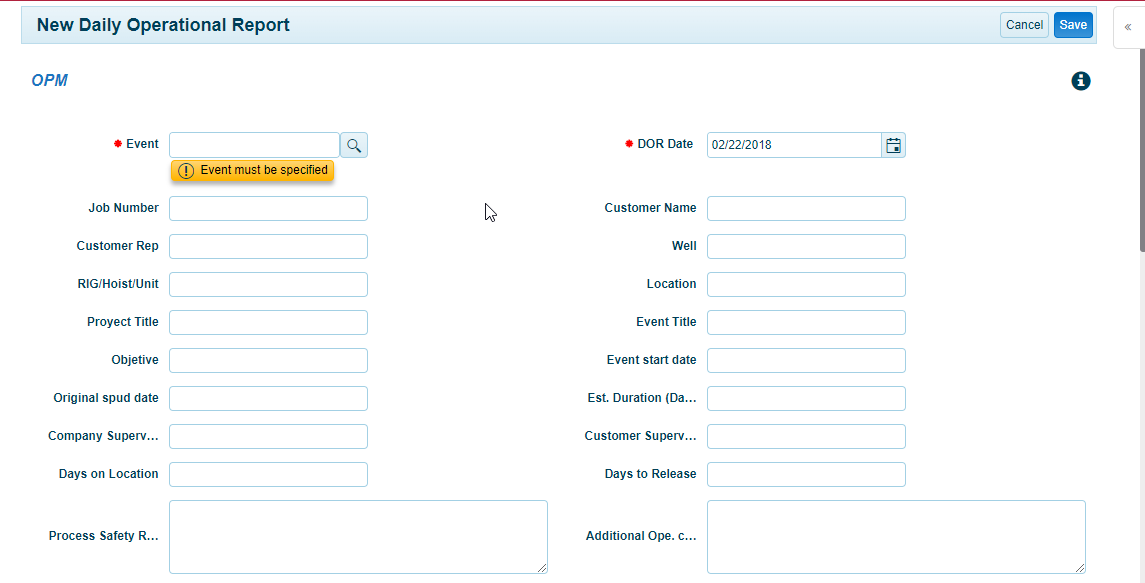 New Daily Operational Report
Cancel Save «
OPM
Event DOR Date 02/22/2018
Event must be specified
Job Number Customer Name
Customer Rep Well
RIG/Hoist/Unit Location
Proyect Title Event Title
Objetive Event start date
Original spud date Est. Duration (Da...
Company Superv... Customer Superv...
Days on Location Days to Release
Process Safety R... Additional Ope. c...